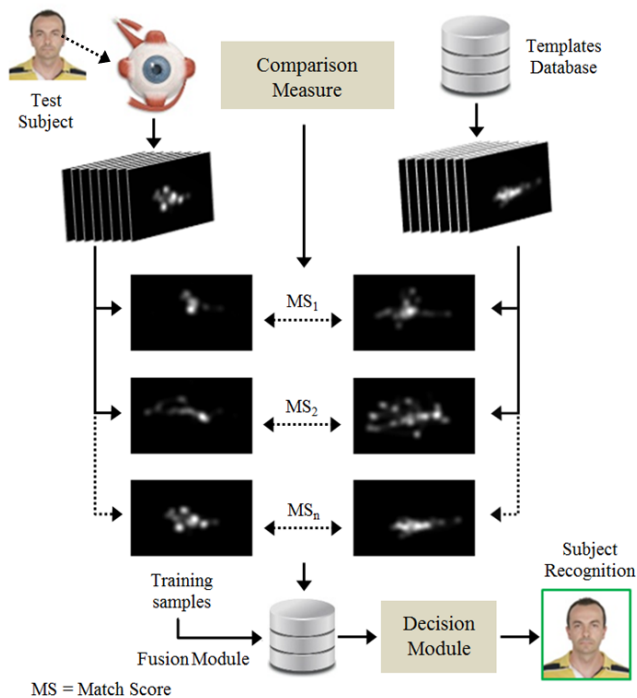 Test
Subject
Comparison
Measure
Templates
Database
MS1
MS2
MSn
Training
samples
Fusion Module
Decision
Module
Subject
Recognition
MS = Match Score